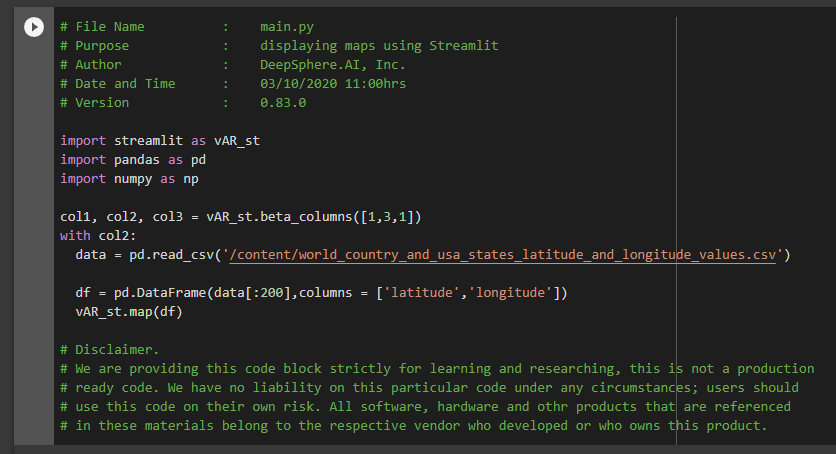 # File Name          :    main.py
# Purpose            :    displaying maps using Streamlit
# Author             :    DeepSphere.AI, Inc.
# Date and Time      :    03/10/2020 11:00hrs
# Version            :    0.83.0
import streamlit as vAR_st
import pandas as pd
import numpy as np
col1, col2, col3 = vAR_st.beta_columns([1,3,1])
with col2:
  data = pd.read_csv('/content/world_country_and_usa_states_latitude_and_longitude_values.csv')
  df = pd.DataFrame(data[:200],columns = ['latitude','longitude'])
  vAR_st.map(df)
# Disclaimer.
# We are providing this code block strictly for learning and researching, this is not a production
# ready code. We have no liability on this particular code under any circumstances; users should
# use this code on their own risk. All software, hardware and othr products that are referenced
# in these materials belong to the respective vendor who developed or who owns this product.